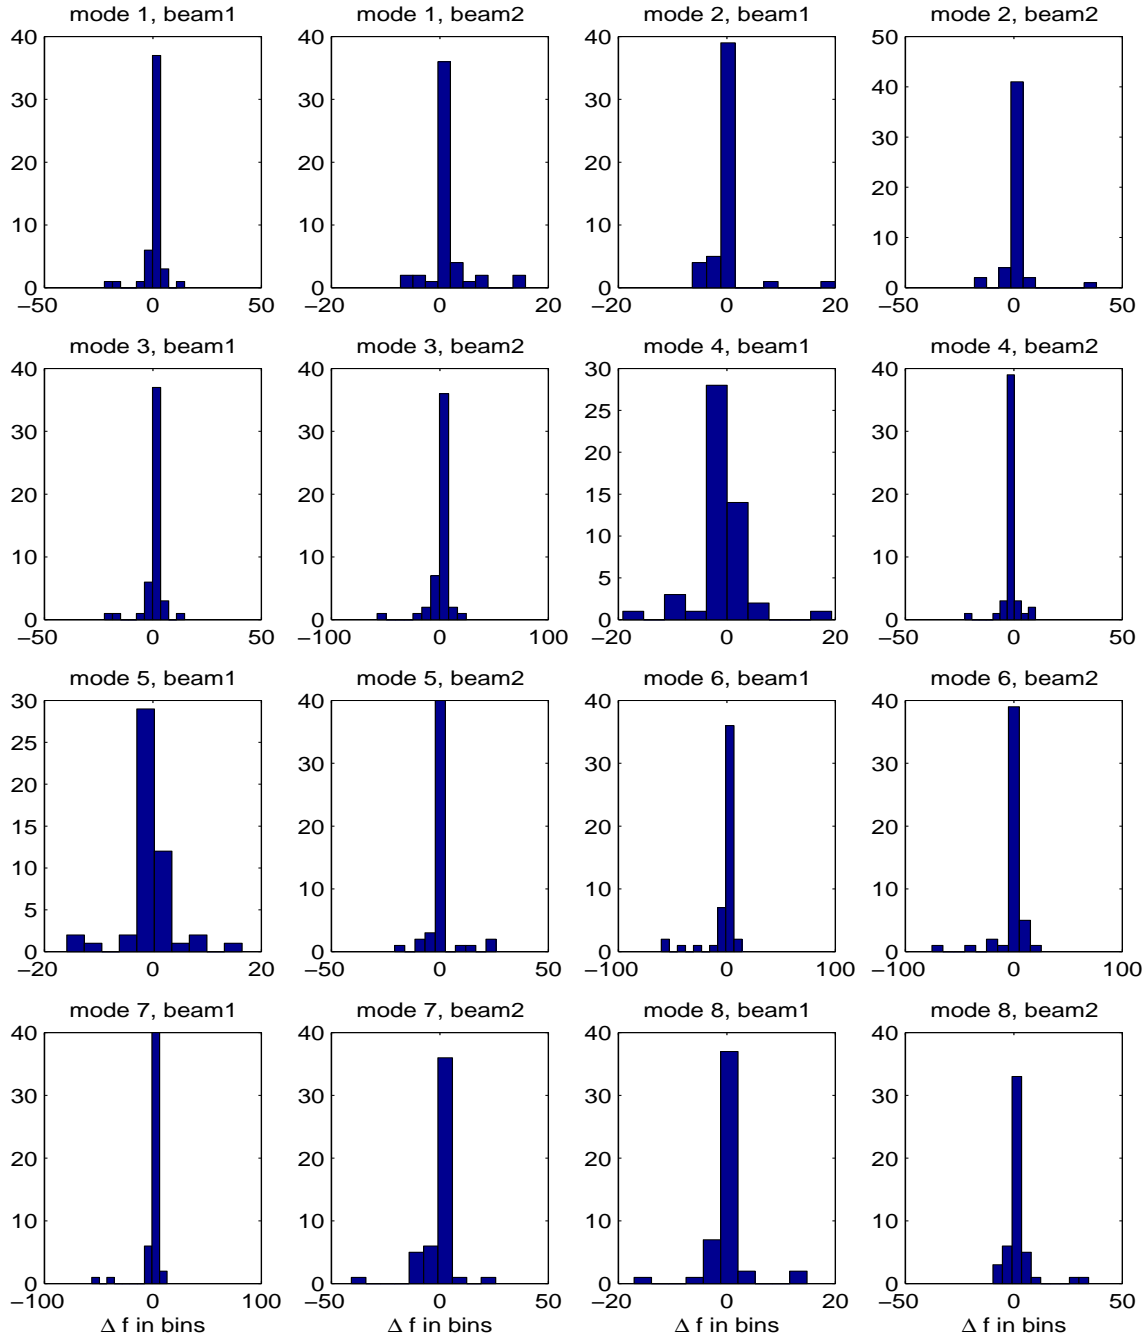 mode 1, beam1 mode 1, beam2 mode 2, beam1 mode 2, beam2
40 40 40 50
30 30 30 40
20 20 20 30
10 10 10 20
0 0 0 10
0
−50 0 50 −20 0 20 −20 0 20 −50 0 50
mode 3, beam1 mode 3, beam2 mode 4, beam1 mode 4, beam2
40 40 30 40
25
30 30 20 30
20 20 15 20
10 10 10 10
5
0 0 0 0
−50 0 50 −100 0 100 −20 0 20 −50 0 50
mode 5, beam1 mode 5, beam2 mode 6, beam1 mode 6, beam2
30 40 40 40
25
20 30 30 30
15 20 20 20
10 10 10 10
5
0 0 0 0
−20 0 20 −50 0 50 −100 0 100 −100 0 100
mode 7, beam1 mode 7, beam2 mode 8, beam1 mode 8, beam2
40 40 40 40
30 30 30 30
20 20 20 20
10 10 10 10
0 0 0 0
−100 0 100 −50 0 50 −20 0 20 −50 0 50
Δ f in bins Δ f in bins Δ f in bins Δ f in bins